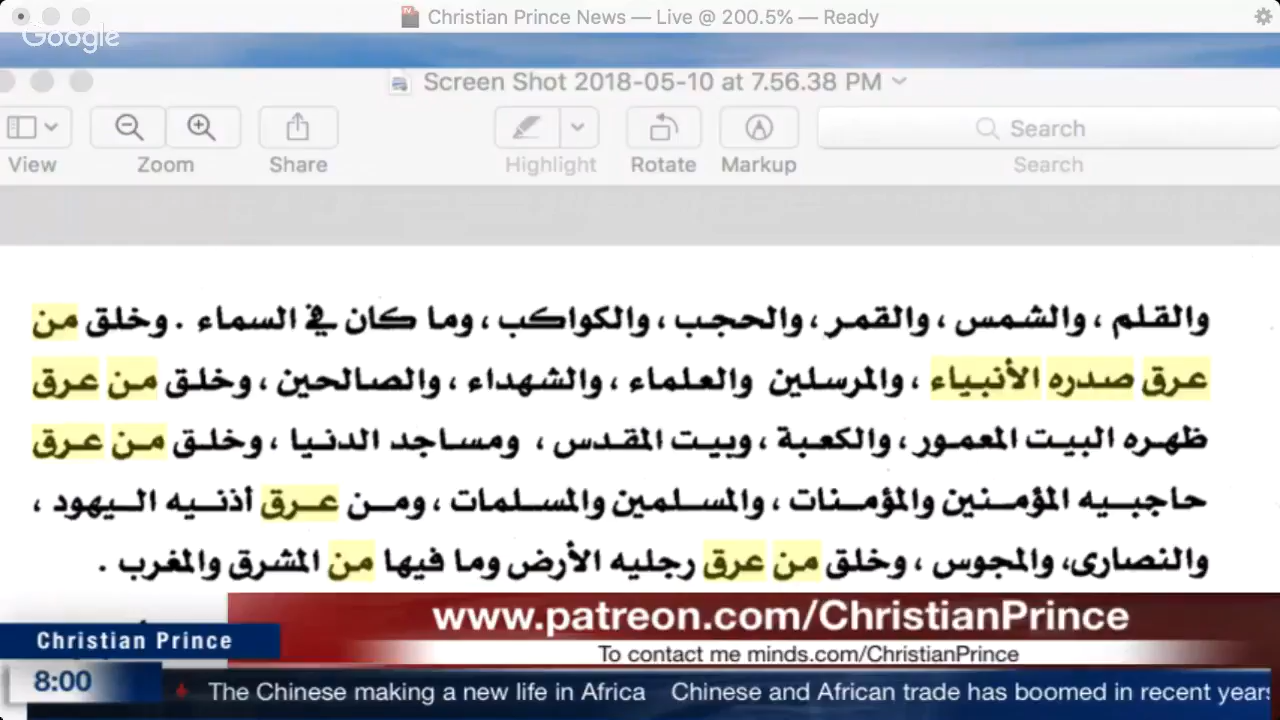 Christian Prince News — Live @ 200.5% — Ready
Google
Screen Shot 2018-05-10 at 7.56.38 PM
Search
View Zoom Share Highlight Rotate Markup Search
والقلم ، والشمس ، والقمر ، والحجب ، والكواكب ، وما كان في السماء . وخلق من
عرق صدره الأنبياء ، والمرسلين والعلماء ، والشهداء ، والصالحين ، وخلق من عرق
ظهره البيت المعمور ، والكعبة ، وبيت المقدس ، ومساجد الدنيا ، وخلق من عرق
حاجبيه المؤمنين والمؤمنات ، والمسلمين والمسلمات ، ومن عرق أذنيه اليهود ،
والنصارى، والمجوس ، وخلق من عرق رجليه الأرض وما فيها من المشرق والمغرب .
www.patreon.com/ChristianPrince
Christian Prince
To contact me minds.com/ChristianPrince
8:00
The Chinese making a new life in Africa Chinese and African trade has boomed in recent years